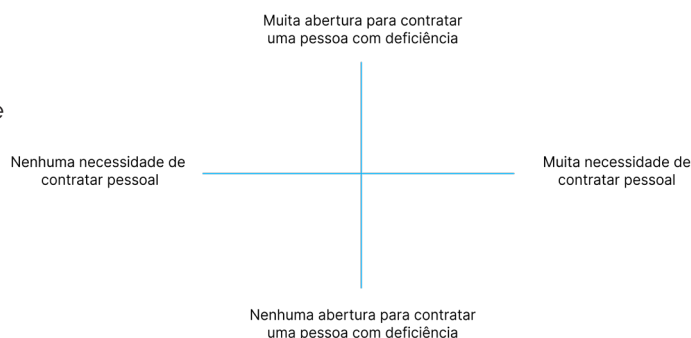 Muita abertura para contratar
uma pessoa com deficiência
e
Nenhuma necessidade de
contratar pessoal
Muita necessidade de
contratar pessoal
Nenhuma abertura para contratar
uma pessoa com deficiência